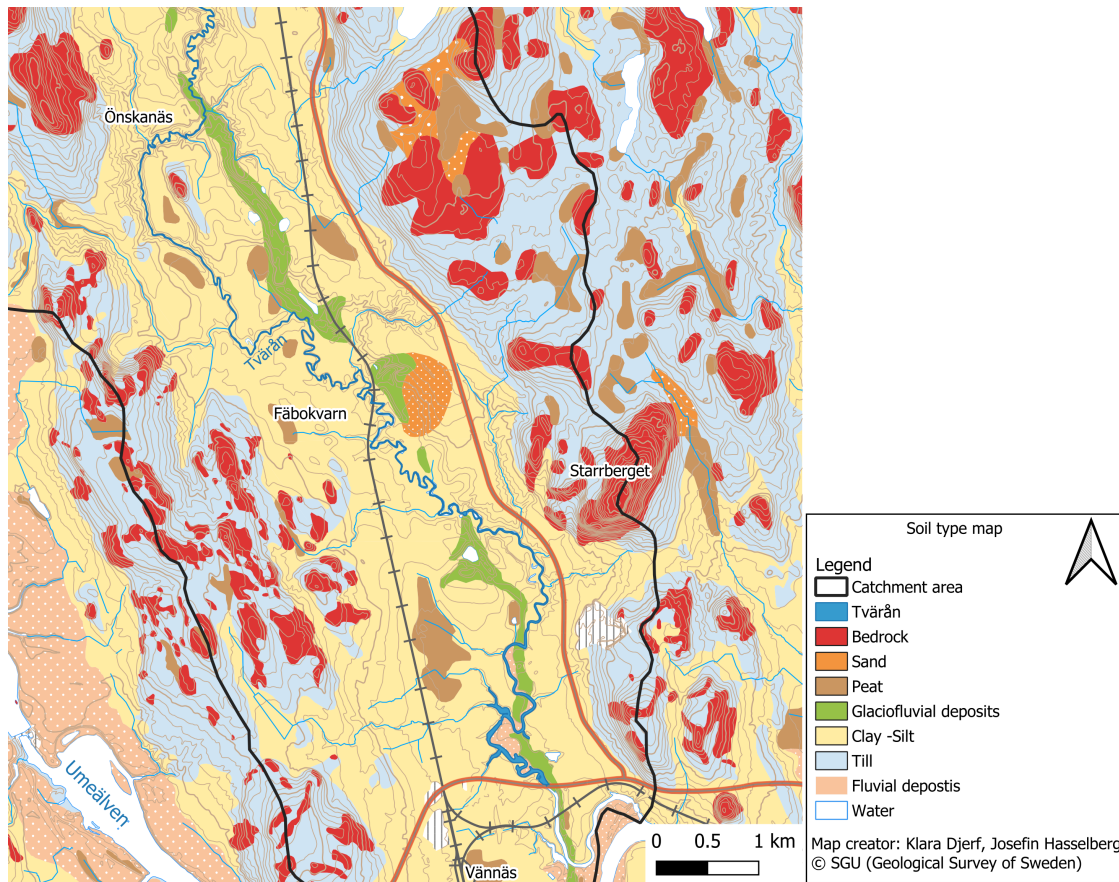 Önskanäs
Tvärån
Fäbokvarn
Starrberget
Umeälven
Vännäs
0 0.5 1 km
Soil type map
Legend
Catchment area
Tvärån
Bedrock
Sand
Peat
Glaciofluvial deposits
Clay -Silt
Till
Fluvial depostis
Water
Map creator: Klara Djerf, Josefin Hasselberg
© SGU (Geological Survey of Sweden)